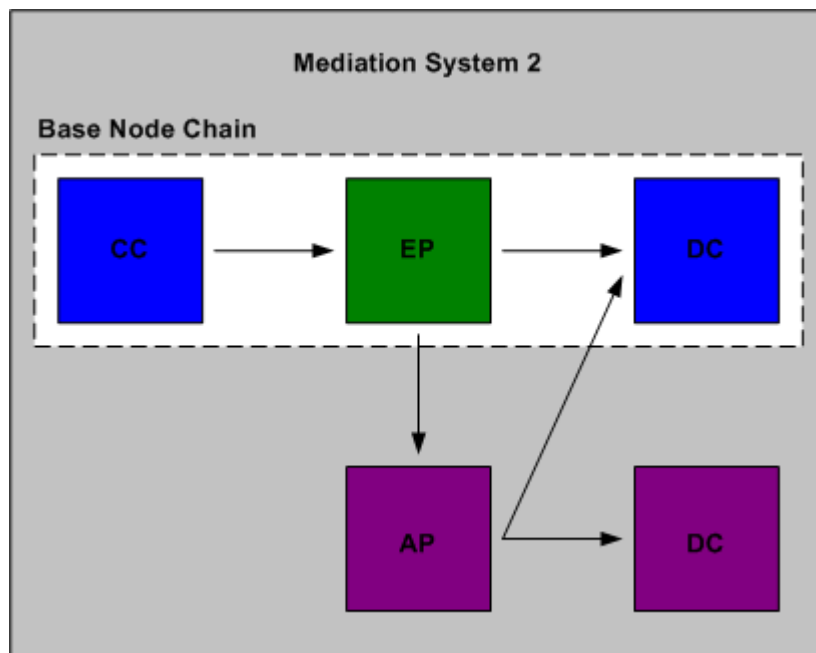 Mediation System 2
Base Node Chain
CC
EP
DC
AP
DC